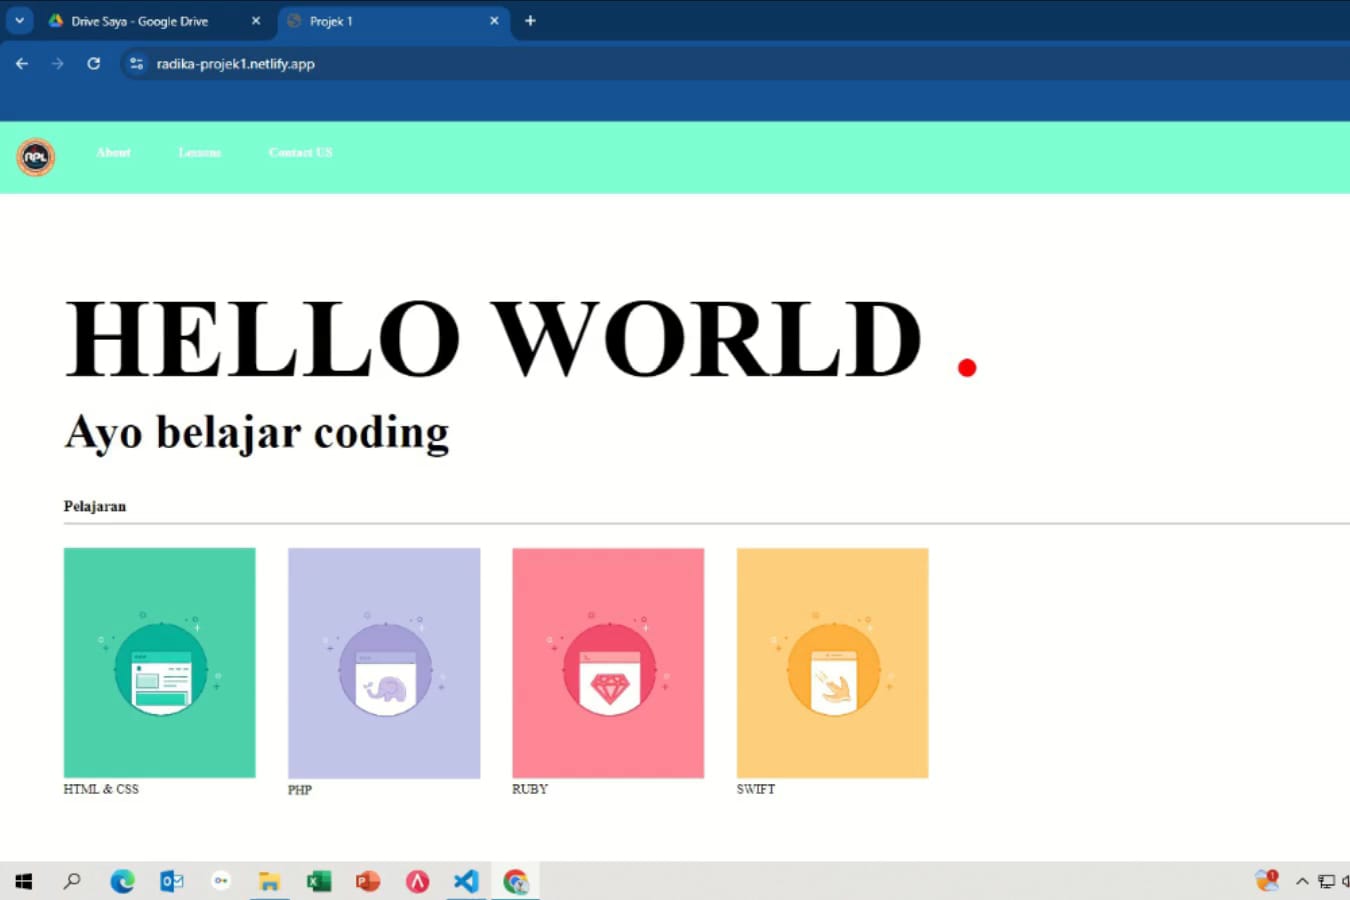 Drive Saya - Google Drive
Projek 1
radika-projek1.netlify.app
RPL
About
Lessons
Contact US
HELLO WORLD .
Ayo belajar coding
Pelajaran
HTML & CSS
PHP
RUBY
SWIFT